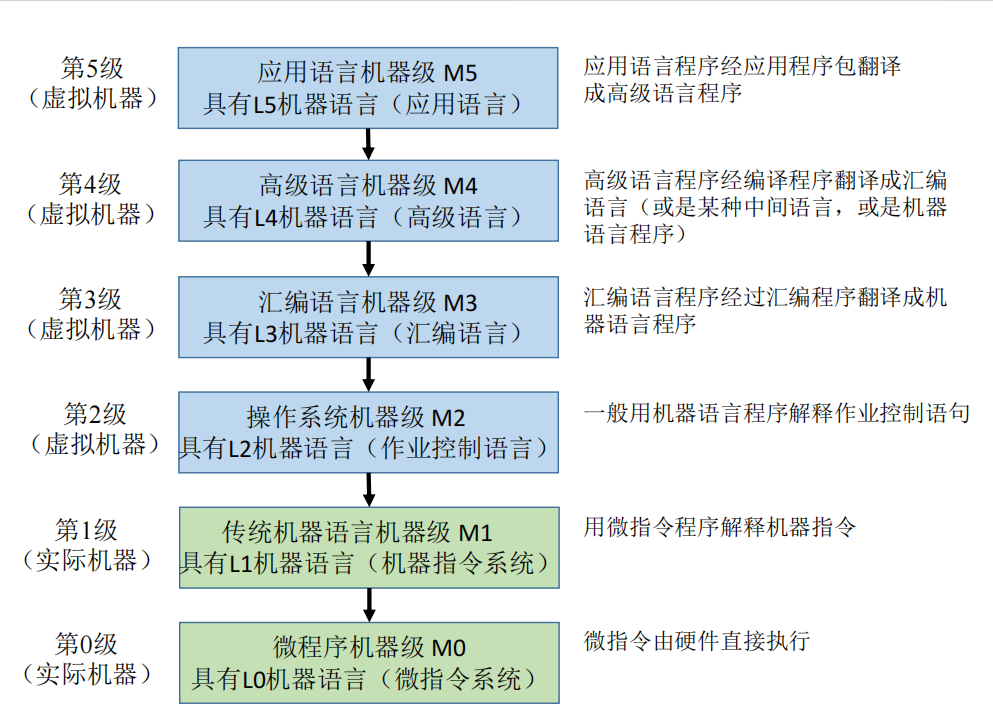 第5级
（虚拟机器）
应用语言机器级 M5
具有L5机器语言（应用语言）
应用语言程序经应用程序包翻译
成高级语言程序
第4级
（虚拟机器）
高级语言机器级 M4
具有L4机器语言（高级语言）
高级语言程序经编译程序翻译成汇编
语言（或是某种中间语言，或是机器
语言程序）
第3级
（虚拟机器）
汇编语言机器级 M3
具有L3机器语言（汇编语言）
汇编语言程序经过汇编程序翻译成机
器语言程序
第2级
（虚拟机器）
操作系统机器级 M2
具有L2机器语言（作业控制语言）
一般用机器语言程序解释作业控制语句
第1级
（实际机器）
传统机器语言机器级 M1
具有L1机器语言（机器指令系统）
用微指令程序解释机器指令
第0级
（实际机器）
微程序机器级 M0
具有L0机器语言（微指令系统）
微指令由硬件直接执行